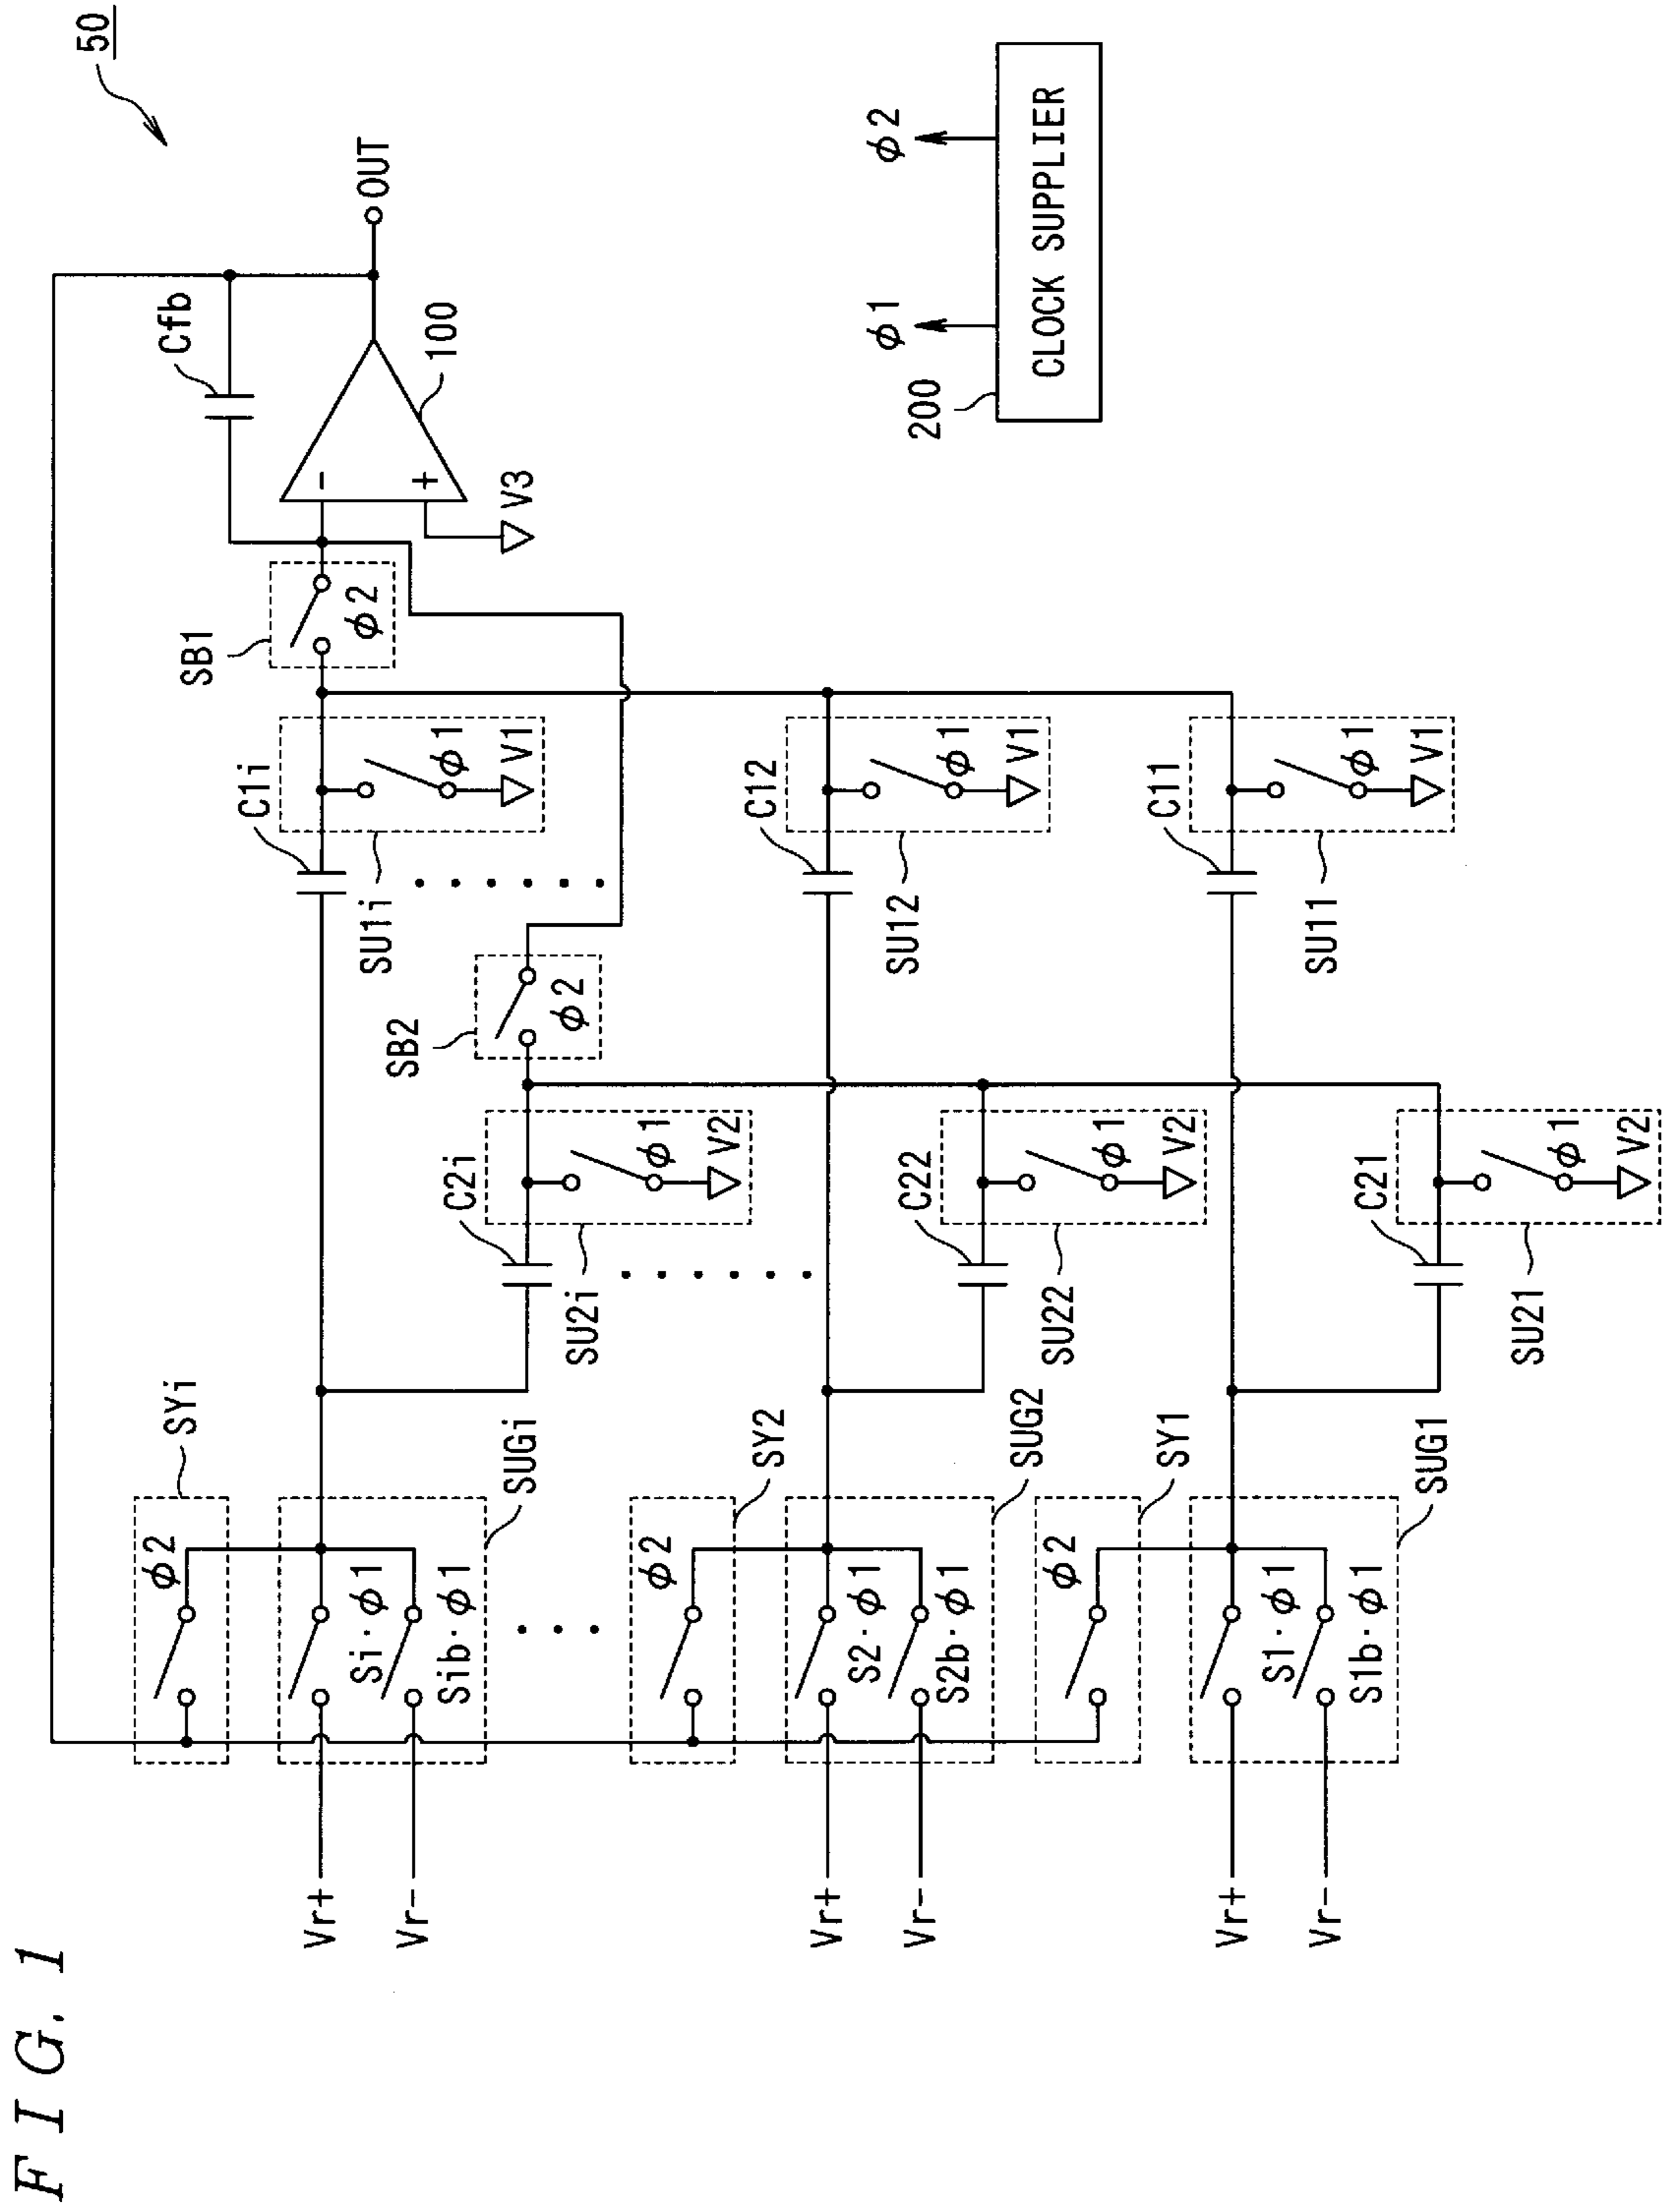 FIG. 1
50
Cfb
OUT
100
-
+
V3
SB1
φ2
C1i
φ1
V1
SU1i
C12
φ1
V1
SU12
C11
φ1
V1
SU11
SB2
φ2
C2i
φ1
V2
SU2i
C22
φ1
V2
SU22
C21
φ1
V2
SU21
SYi
φ2
SUGi
Si·φ1
Sib·φ1
Vr+
Vr-
SY2
φ2
SUG2
S2·φ1
S2b·φ1
Vr+
Vr-
SY1
φ2
SUG1
S1·φ1
S1b·φ1
Vr+
Vr-
φ1
φ2
200
CLOCK SUPPLIER